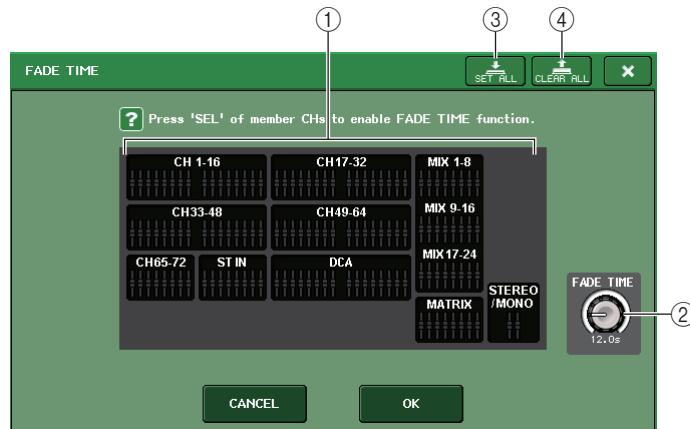 ① ③ ④
FADE TIME
SET ALL
CLEAR ALL
×
? Press 'SEL' of member CHs to enable FADE TIME function.
CH 1-16
CH17-32
MIX 1-8
CH33-48
CH49-64
MIX 9-16
CH65-72
ST IN
DCA
MIX17-24
MATRIX
STEREO
/MONO
FADE TIME
②
12.0s
CANCEL
OK